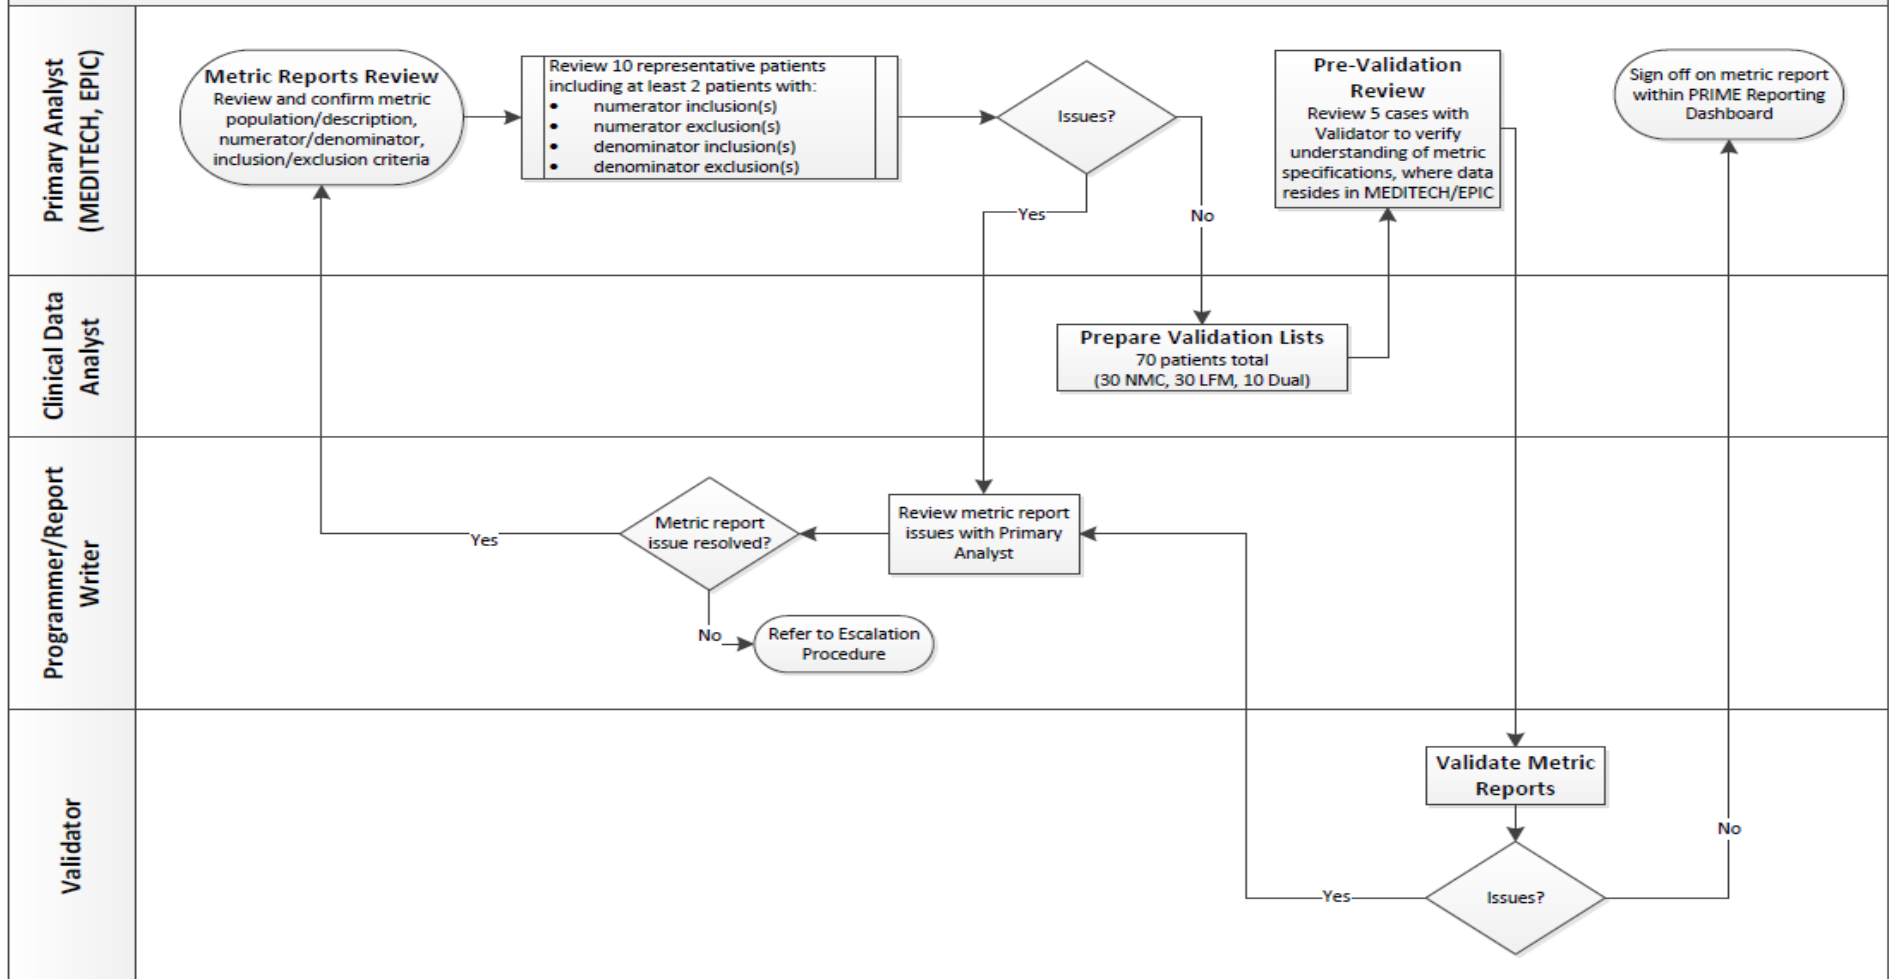 Primary Analyst
(MEDITECH, EPIC)
Metric Reports Review
Review and confirm metric
population/description,
numerator/denominator,
inclusion/exclusion criteria
Review 10 representative patients
including at least 2 patients with:
• numerator inclusion(s)
• numerator exclusion(s)
• denominator inclusion(s)
• denominator exclusion(s)
Issues?
Yes
No
Pre-Validation
Review
Review 5 cases with
Validator to verify
understanding of metric
specifications, where data
resides in MEDITECH/EPIC
Sign off on metric report
within PRIME Reporting
Dashboard
Clinical Data
Analyst
Prepare Validation Lists
70 patients total
(30 NMC, 30 LFM, 10 Dual)
Programmer/Report
Writer
Yes
Metric report
issue resolved?
Review metric report
issues with Primary
Analyst
No
Refer to Escalation
Procedure
Validator
Validate Metric
Reports
Issues?
Yes
No